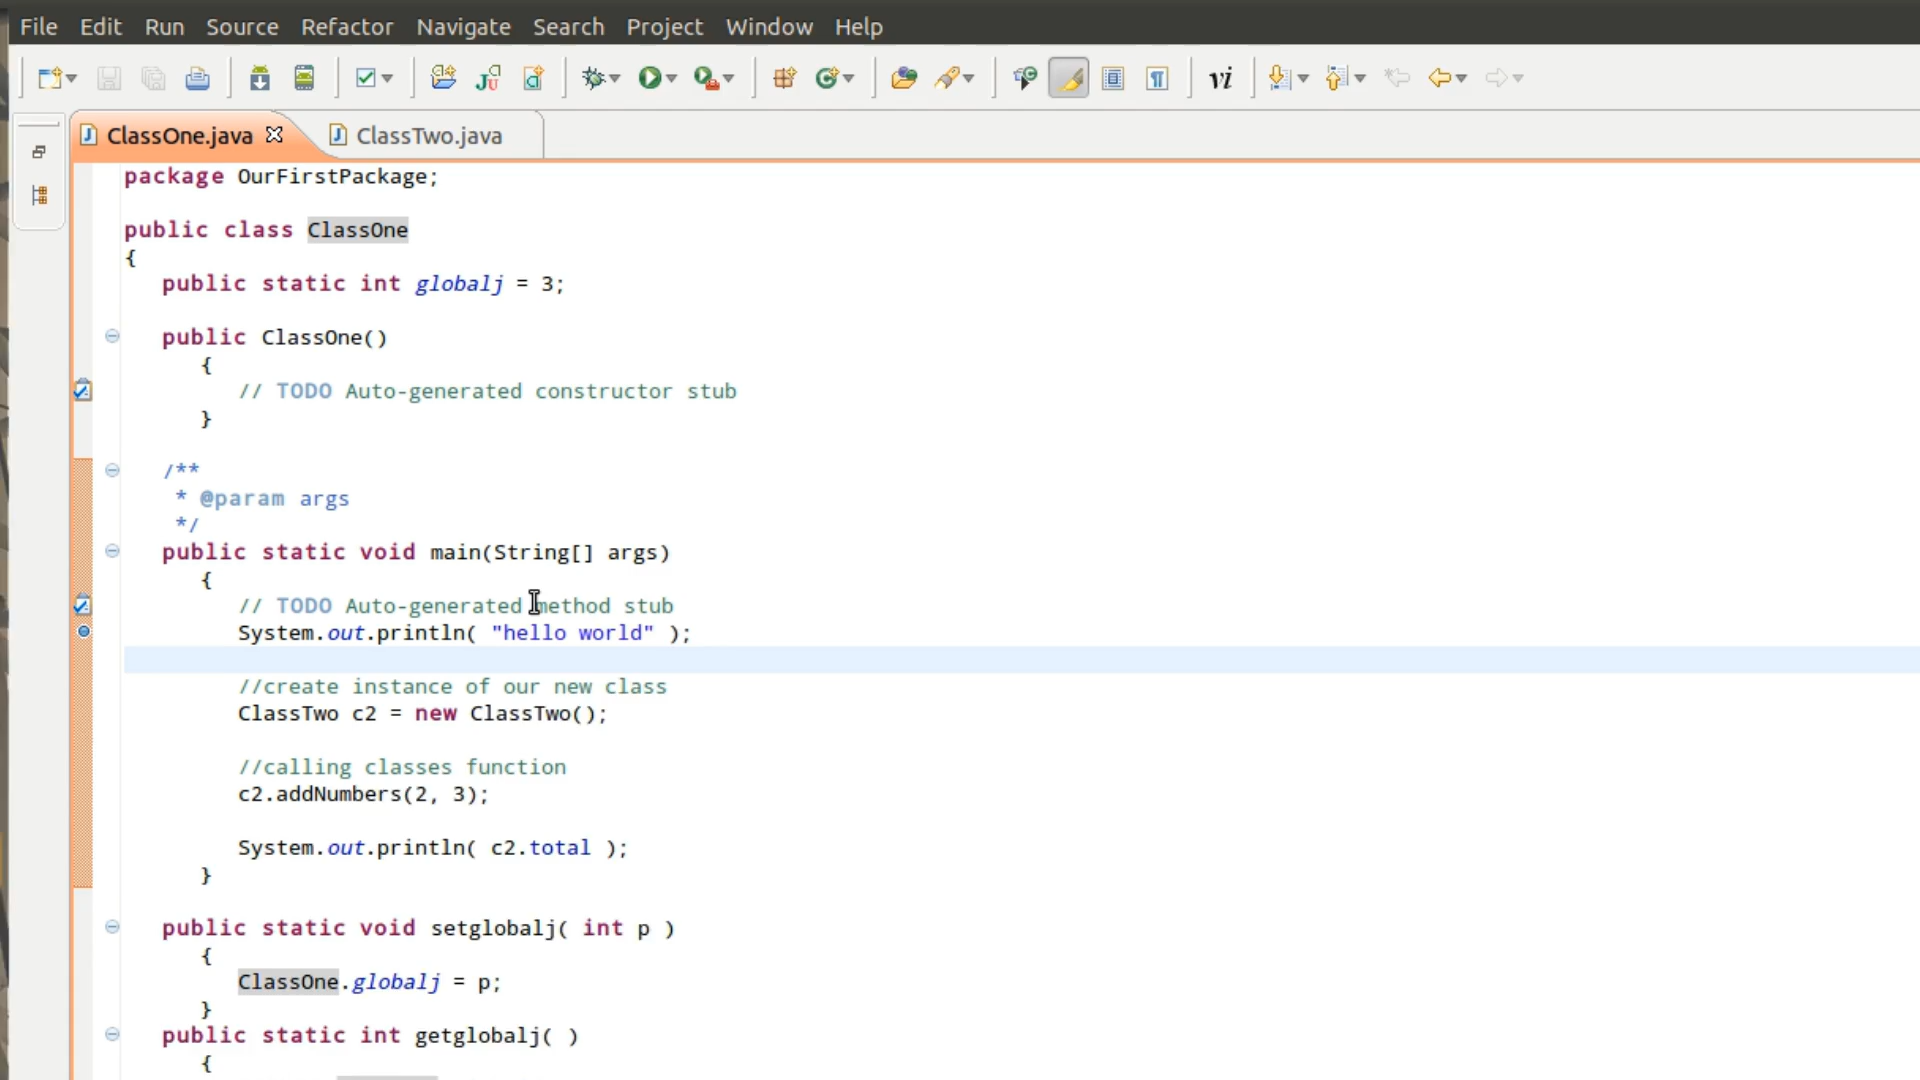 File Edit Run Source Refactor Navigate Search Project Window Help
vi
ClassOne.java ClassTwo.java
package OurFirstPackage;
public class ClassOne
{
public static int globalj = 3;
public ClassOne()
{
// TODO Auto-generated constructor stub
}
/**
* @param args
*/
public static void main(String[] args)
{
// TODO Auto-generated method stub
System.out.println( "hello world" );
//create instance of our new class
ClassTwo c2 = new ClassTwo();
//calling classes function
c2.addNumbers(2, 3);
System.out.println( c2.total );
}
public static void setglobalj( int p )
{
ClassOne.globalj = p;
}
public static int getglobalj( )
{